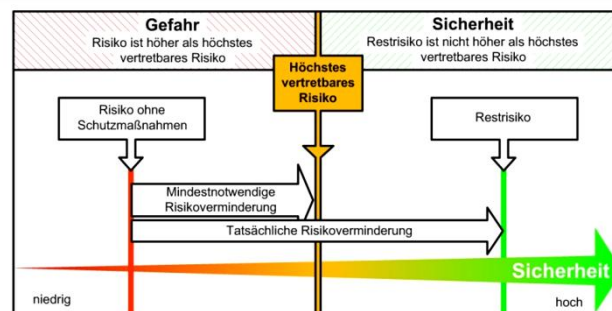 Gefahr
Risiko ist höher als höchstes
vertretbares Risiko
Sicherheit
Restrisiko ist nicht höher als höchstes
vertretbares Risiko
Höchstes
vertretbares
Risiko
Risiko ohne
Schutzmaßnahmen
Restrisiko
Mindestnotwendige
Risikoverminderung
Tatsächliche Risikoverminderung
Sicherheit
niedrig
hoch